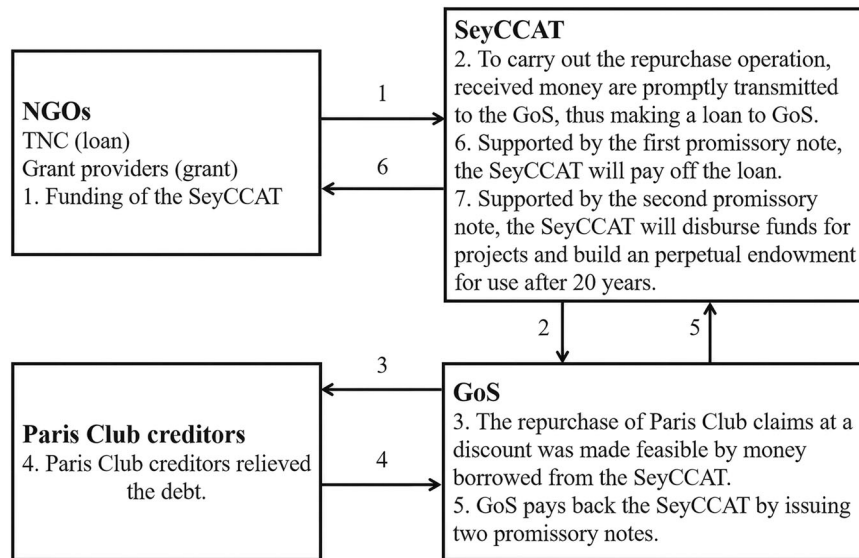 NGOs
TNC (loan)
Grant providers (grant)
1. Funding of the SeyCCAT
1
6
SeyCCAT
2. To carry out the repurchase operation,
received money are promptly transmitted
to the GoS, thus making a loan to GoS.
6. Supported by the first promissory note,
the SeyCCAT will pay off the loan.
7. Supported by the second promissory
note, the SeyCCAT will disburse funds for
projects and build an perpetual endowment
for use after 20 years.
2
5
Paris Club creditors
4. Paris Club creditors relieved
the debt.
3
4
GoS
3. The repurchase of Paris Club claims at a
discount was made feasible by money
borrowed from the SeyCCAT.
5. GoS pays back the SeyCCAT by issuing
two promissory notes.